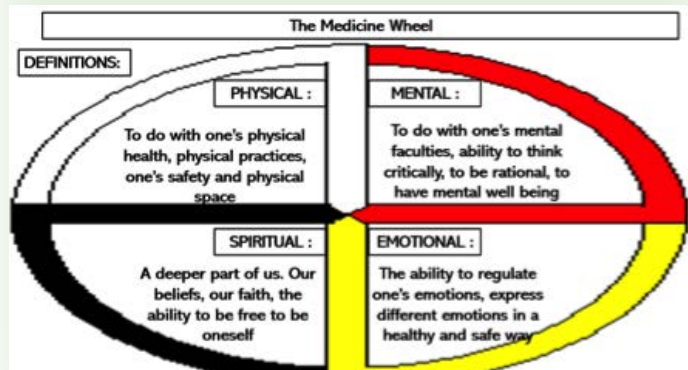 The Medicine Wheel
DEFINITIONS:
PHYSICAL :
To do with one's physical
health, physical practices,
one's safety and physical
space
MENTAL :
To do with one's mental
faculties, ability to think
critically, to be rational, to
have mental well being
SPIRITUAL :
A deeper part of us. Our
beliefs, our faith, the
ability to be free to be
oneself
EMOTIONAL :
The ability to regulate
one's emotions, express
different emotions in a
healthy and safe way